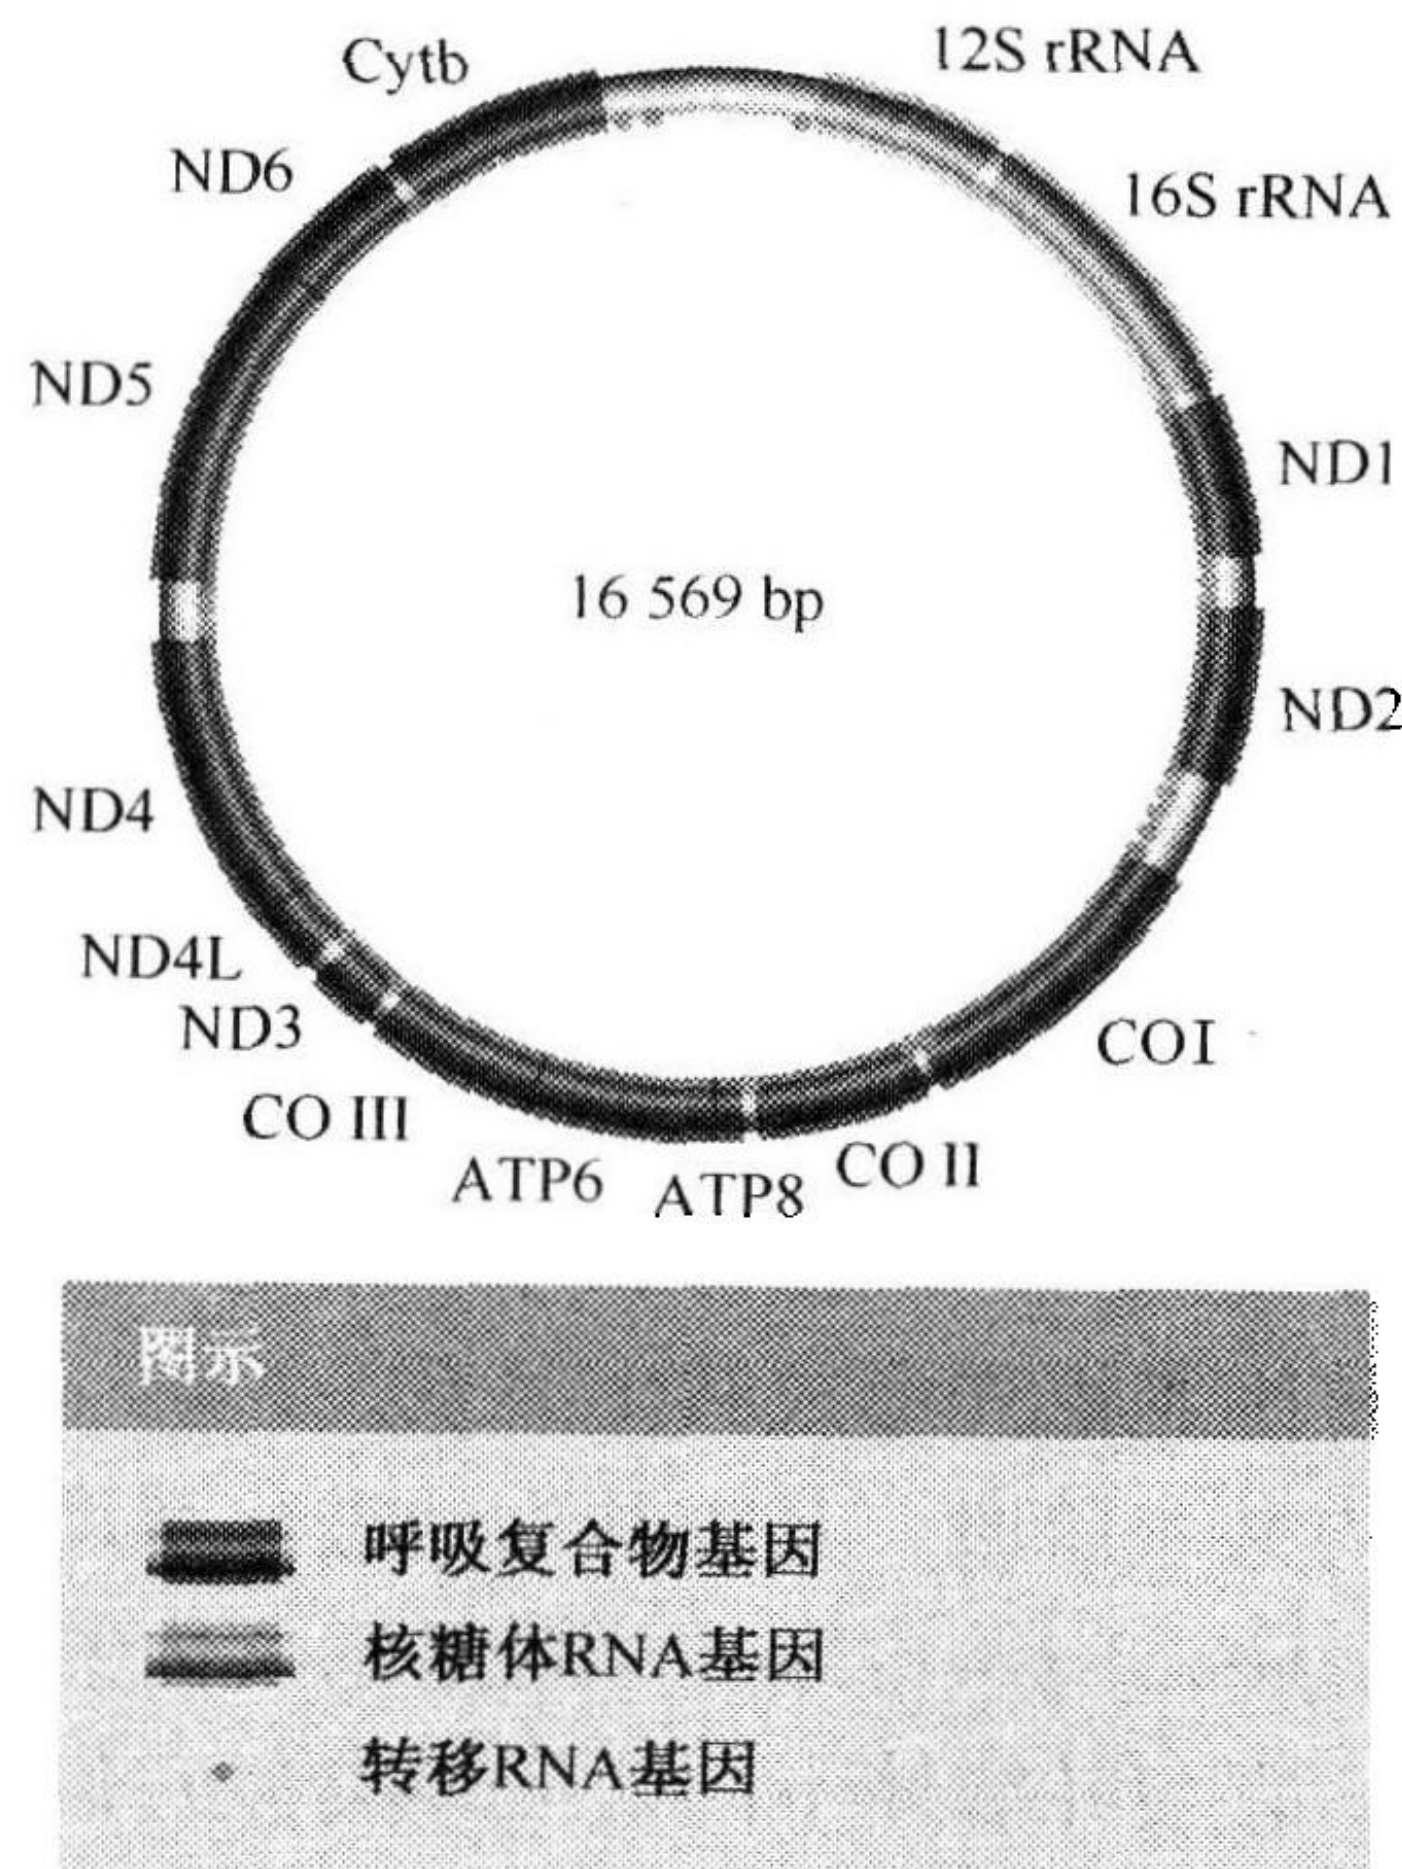 Cytb
12S rRNA
ND6
16S rRNA
ND5
ND1
16 569 bp
ND2
ND4
ND4L
ND3
COI
CO III
CO II
ATP6
ATP8
图示
呼吸复合物基因
核糖体RNA基因
转移RNA基因